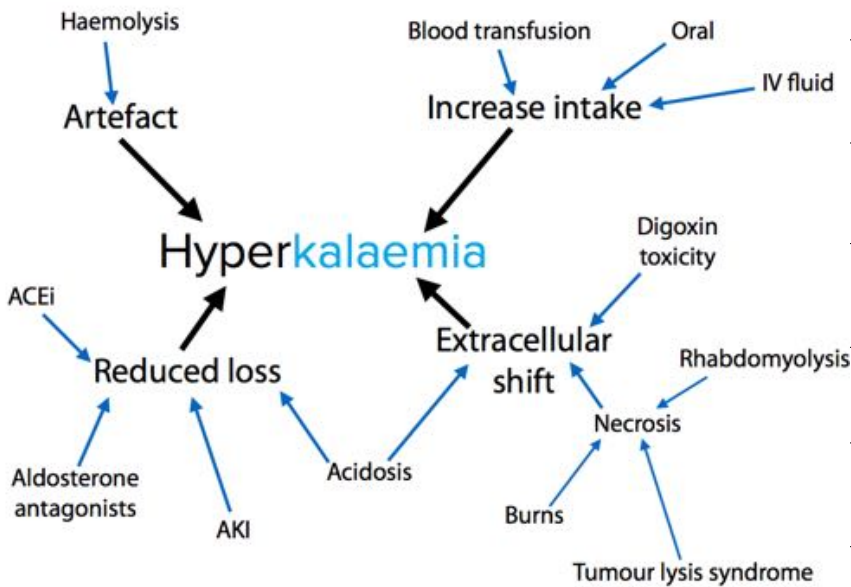 Haemolysis
Blood transfusion
Oral
IV fluid
Artefact
Increase intake
Hyperkalaemia
Digoxin
toxicity
ACEi
Reduced loss
Extracellular
shift
Rhabdomyolysis
Necrosis
Aldosterone
antagonists
AKI
Acidosis
Burns
Tumour lysis syndrome